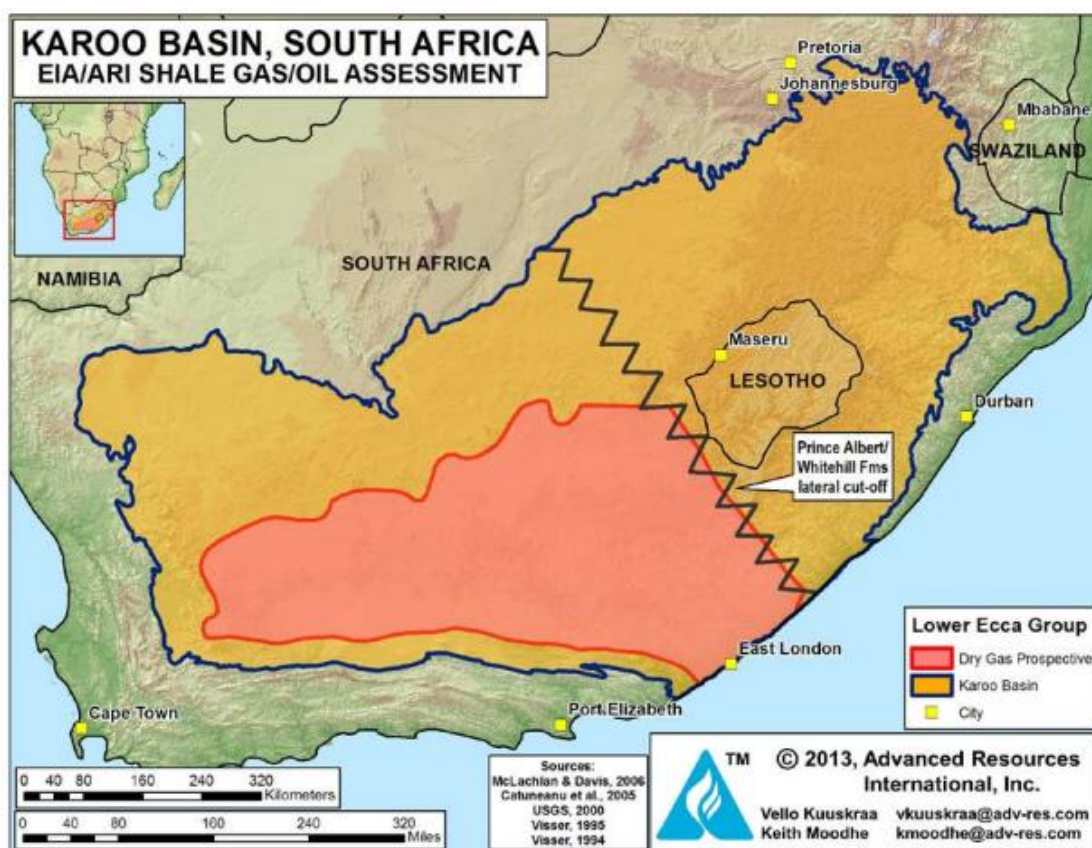 KAROO BASIN, SOUTH AFRICA
EIA/ARI SHALE GAS/OIL ASSESSMENT
Pretoria
Johannesburg
Mbabane
SWAZILAND
NAMIBIA
SOUTH AFRICA
Maseru
LESOTHO
Durban
Prince Albert/
Whitehill Fms
lateral cut-off
East London
Port Elizabeth
Cape Town
Lower Ecca Group
Dry Gas Prospective
Karoo Basin
City
0 40 80 160 240 320
Kilometers
0 40 80 160 240 320
Miles
Sources:
McLachlan & Davis, 2006
Catuneanu et al., 2005
USGS, 2000
Visser, 1995
Visser, 1994
TM
© 2013, Advanced Resources
International, Inc.
Vello Kuuskraa vkuuskraa@adv-res.com
Keith Moodhe kmoodhe@adv-res.com